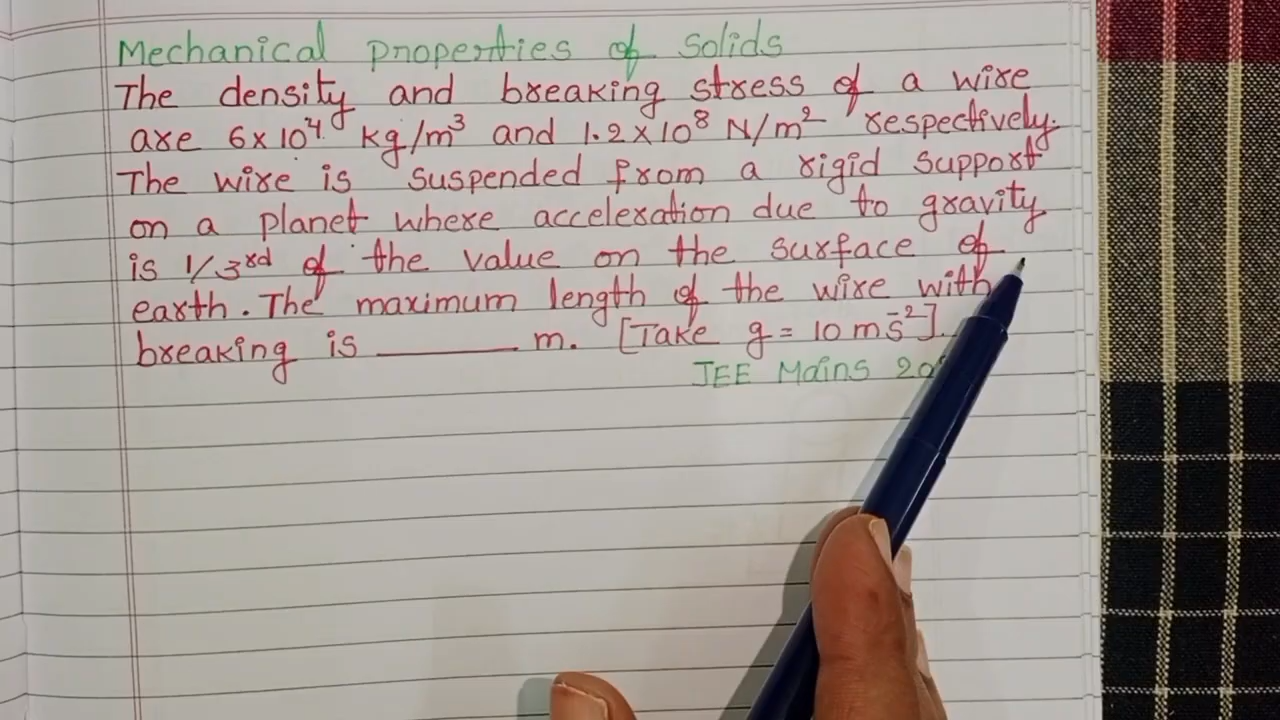 Mechanical properties of solids
The density and breaking stress of a wire
are 6×10⁴ kg/m³ and 1.2×10⁸ N/m² respectively.
The wire is suspended from a rigid support
on a planet where acceleration due to gravity
is 1/3rd of the value on the surface of
earth. The maximum length of the wire with
breaking is ______ m. [Take g = 10 ms⁻²].
JEE Mains